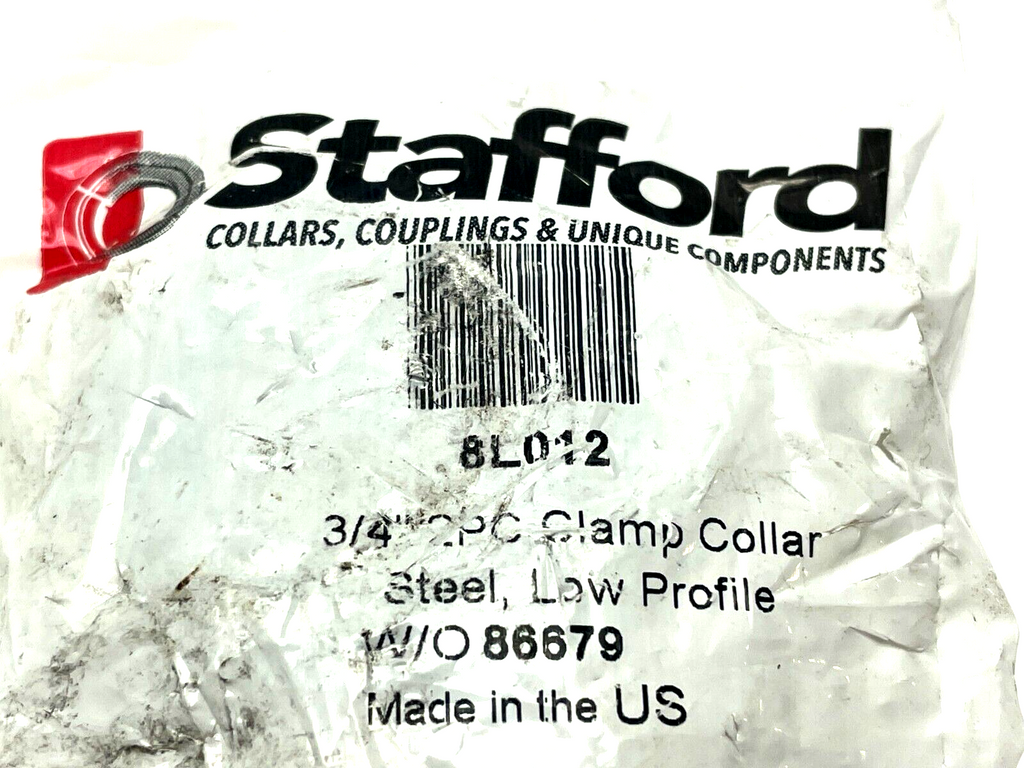 Stafford
COLLARS, COUPLINGS & UNIQUE COMPONENTS
8L012
3/4" 2PC Clamp Collar
Steel, Low Profile
W/O 86679
Made in the US